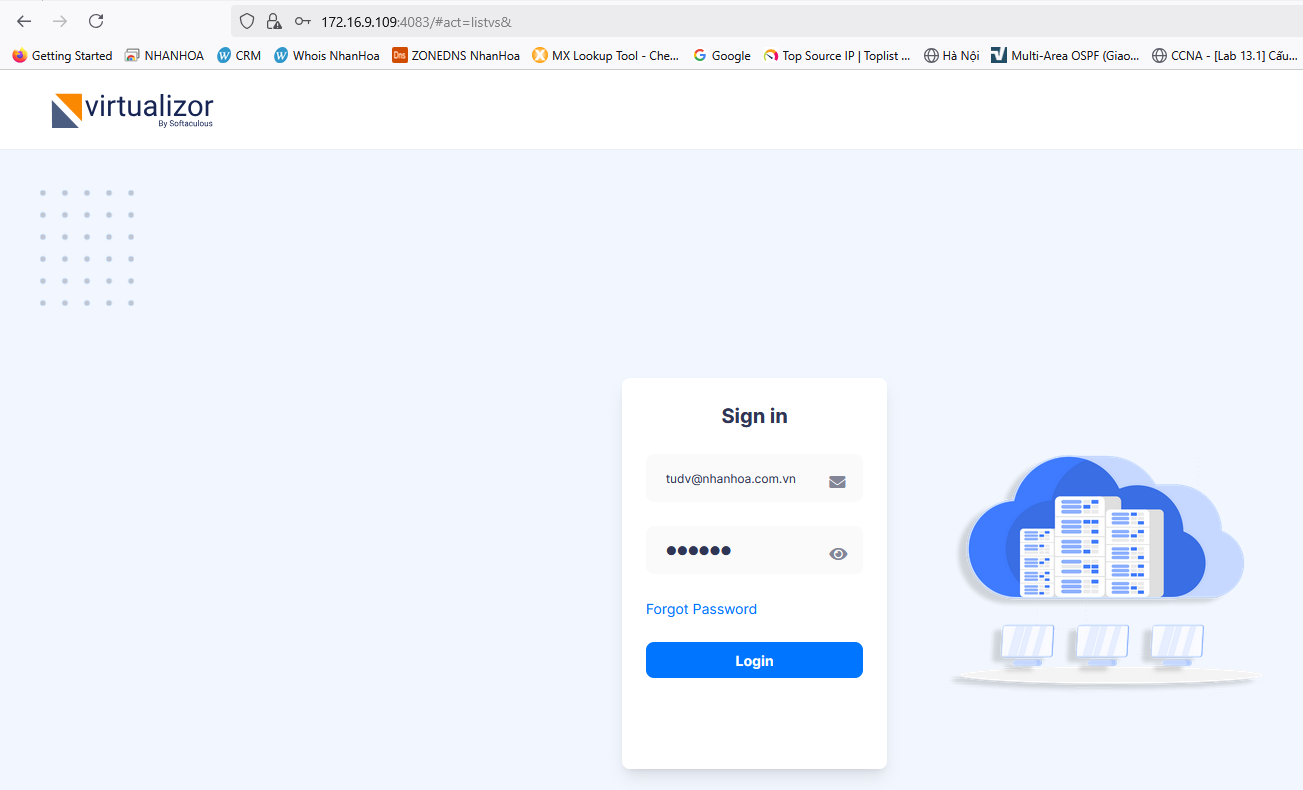 172.16.9.109:4083/#act=listvs&
Getting Started NHANHOA CRM Whois NhanHoa Dns ZONEDNS NhanHoa MX Lookup Tool - Che... Google Top Source IP | Toplist ... Hà Nội Multi-Area OSPF (Giao... CCNA - [Lab 13.1] Cấu...
virtualizor
By Softaculous
Sign in
tudv@nhanhoa.com.vn
Forgot Password
Login